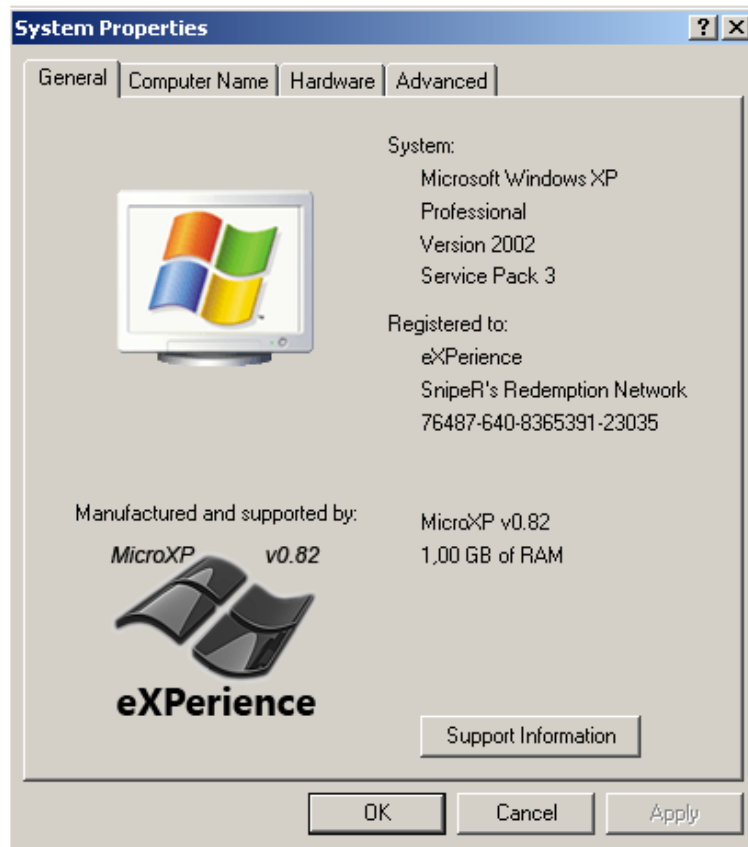 System Properties
General Computer Name Hardware Advanced
System:
Microsoft Windows XP
Professional
Version 2002
Service Pack 3
Registered to:
eXPerience
SnipeR's Redemption Network
76487-640-8365391-23035
Manufactured and supported by:
MicroXP v0.82
eXPerience
MicroXP v0.82
1,00 GB of RAM
Support Information
OK Cancel Apply